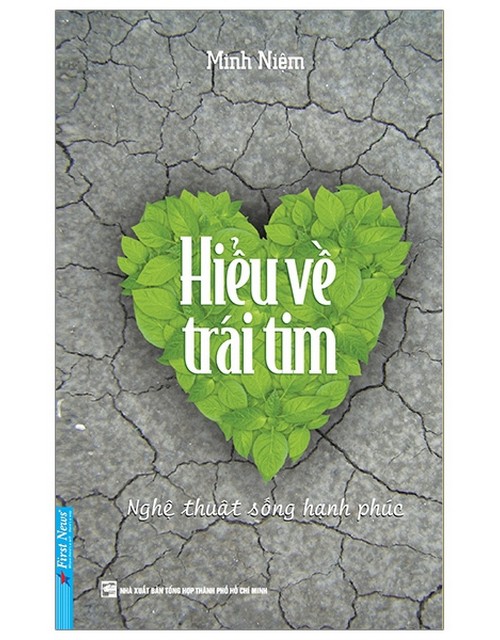 Minh Niệm
Hiểu về
trái tim
Nghệ thuật sống hạnh phúc
First News
NHÀ XUẤT BẢN TỔNG HỢP THÀNH PHỐ HỒ CHÍ MINH